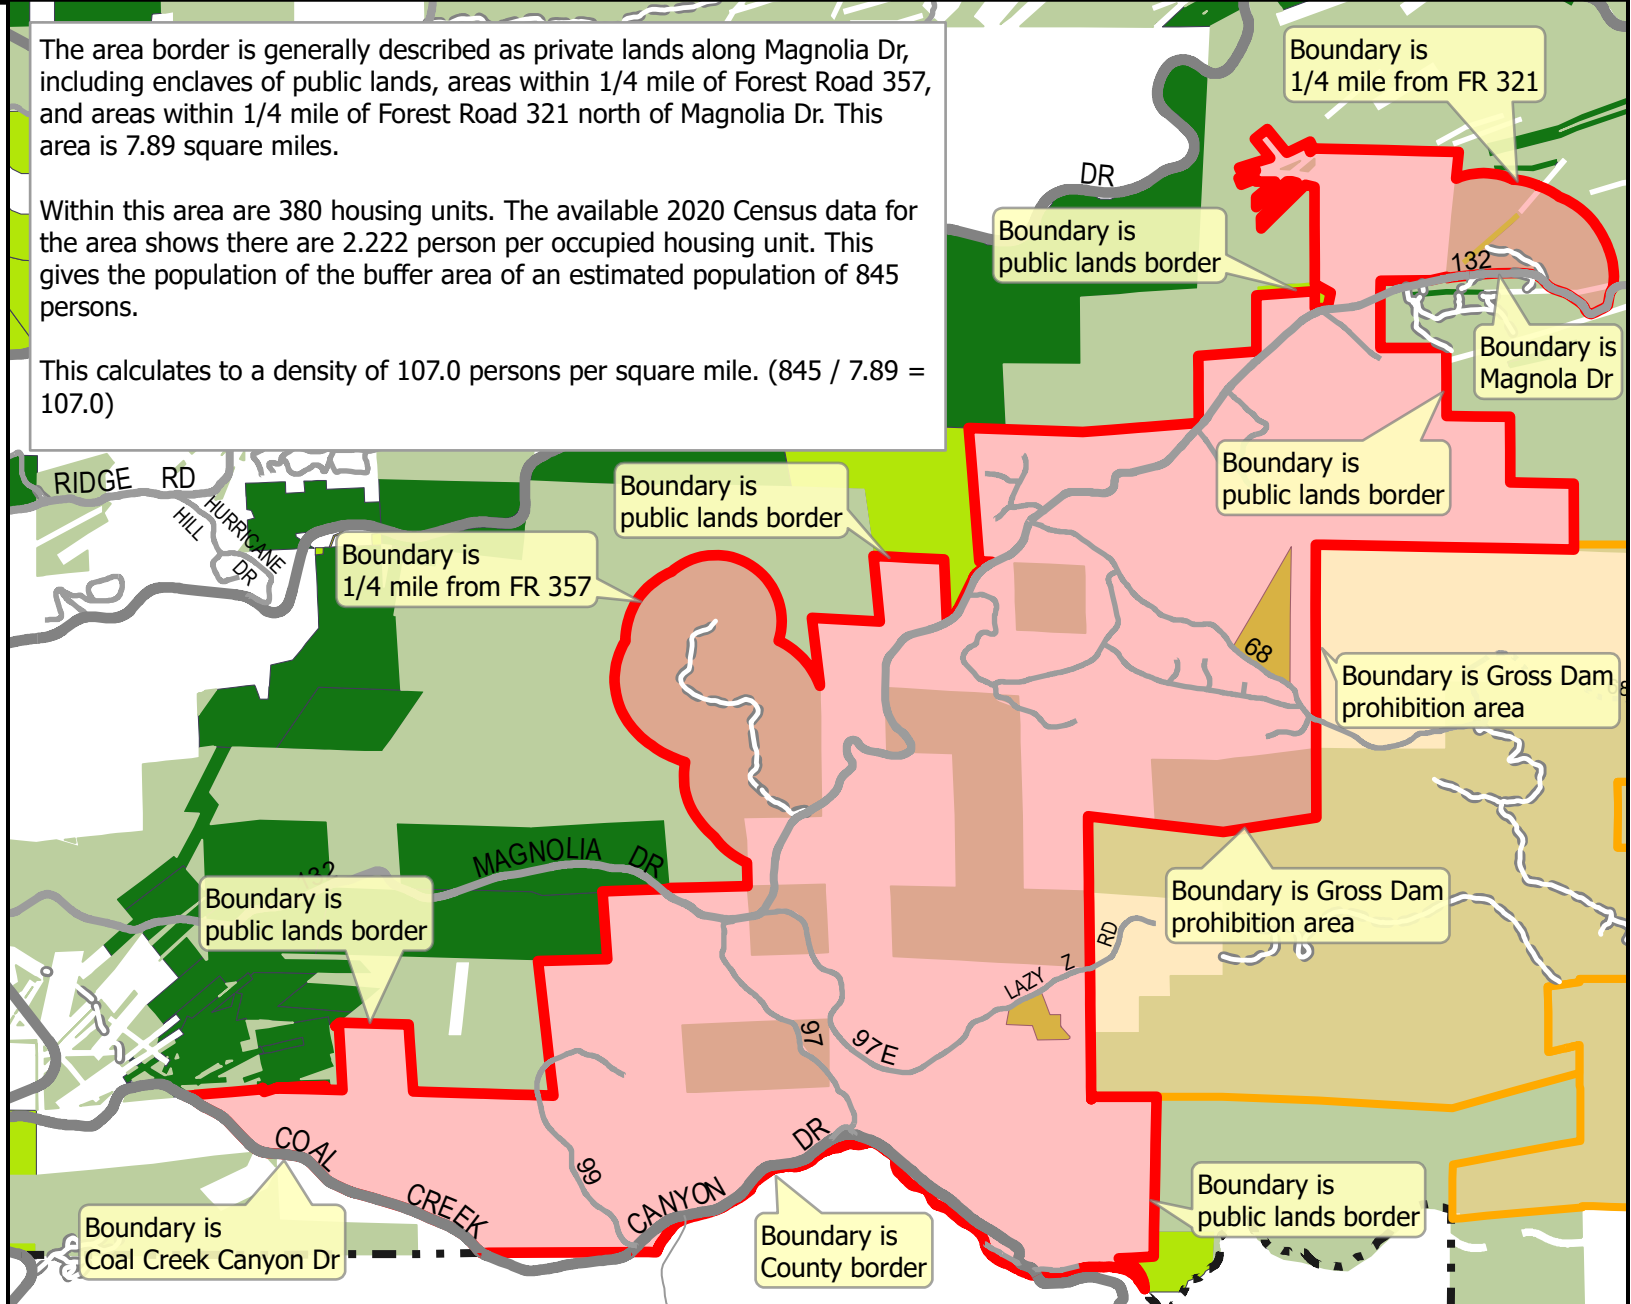 The area border is generally described as private lands along Magnolia Dr,
including enclaves of public lands, areas within 1/4 mile of Forest Road 357,
and areas within 1/4 mile of Forest Road 321 north of Magnolia Dr. This
area is 7.89 square miles.
Within this area are 380 housing units. The available 2020 Census data for
the area shows there are 2.222 person per occupied housing unit. This
gives the population of the buffer area of an estimated population of 845
persons.
This calculates to a density of 107.0 persons per square mile. (845 / 7.89 =
107.0)
Boundary is
1/4 mile from FR 321
DR
Boundary is
public lands border
132
Boundary is
Magnola Dr
Boundary is
public lands border
RIDGE RD
HURRICANE
HILL
DR
Boundary is
public lands border
Boundary is
1/4 mile from FR 357
68
Boundary is Gross Dam
prohibition area
MAGNOLIA DR
132
Boundary is
public lands border
Boundary is Gross Dam
prohibition area
LAZY Z RD
97
97E
99
COAL
CREEK
CANYON
DR
Boundary is
public lands border
Boundary is
Coal Creek Canyon Dr
Boundary is
County border